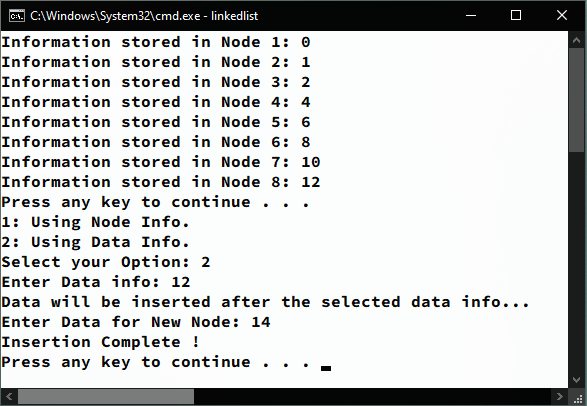 C:\Windows\System32\cmd.exe - linkedlist
Information stored in Node 1: 0
Information stored in Node 2: 1
Information stored in Node 3: 2
Information stored in Node 4: 4
Information stored in Node 5: 6
Information stored in Node 6: 8
Information stored in Node 7: 10
Information stored in Node 8: 12
Press any key to continue . . .
1: Using Node Info.
2: Using Data Info.
Select your Option: 2
Enter Data info: 12
Data will be inserted after the selected data info...
Enter Data for New Node: 14
Insertion Complete !
Press any key to continue . . .